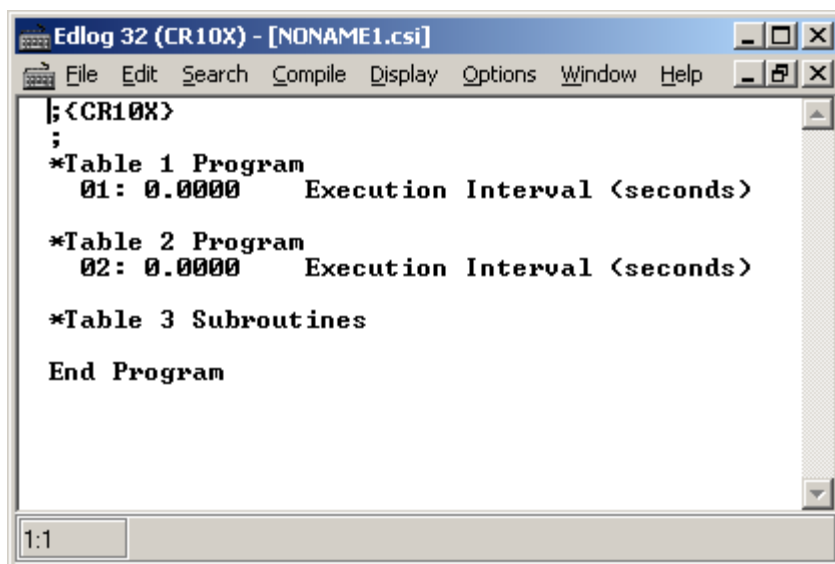 Edlog 32 (CR10X) - [NONAME1.csi]
File Edit Search Compile Display Options Window Help
;{CR10X}
;
*Table 1 Program
01: 0.0000 Execution Interval (seconds)
*Table 2 Program
02: 0.0000 Execution Interval (seconds)
*Table 3 Subroutines
End Program
1:1